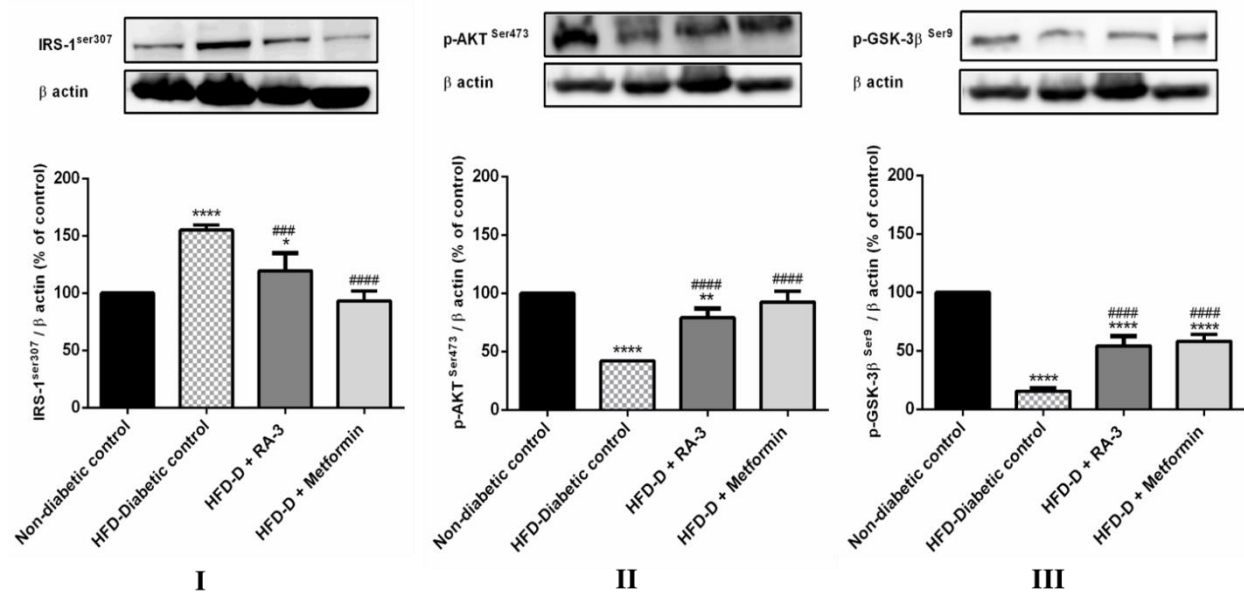 IRS-1ser307
β actin
IRS-1ser307 / β actin (% of control)
200
150
100
50
0
****
###
*
####
Non-diabetic control
HFD-Diabetic control
HFD-D + RA-3
HFD-D + Metformin
I
p-AKT Ser473
β actin
p-AKT Ser473 / β actin (% of control)
200
150
100
50
0
****
####
**
####
Non-diabetic control
HFD-Diabetic control
HFD-D + RA-3
HFD-D + Metformin
II
p-GSK-3β Ser9
β actin
p-GSK-3β Ser9 / β actin (% of control)
200
150
100
50
0
****
####
****
####
****
Non-diabetic control
HFD-Diabetic control
HFD-D + RA-3
HFD-D + Metformin
III